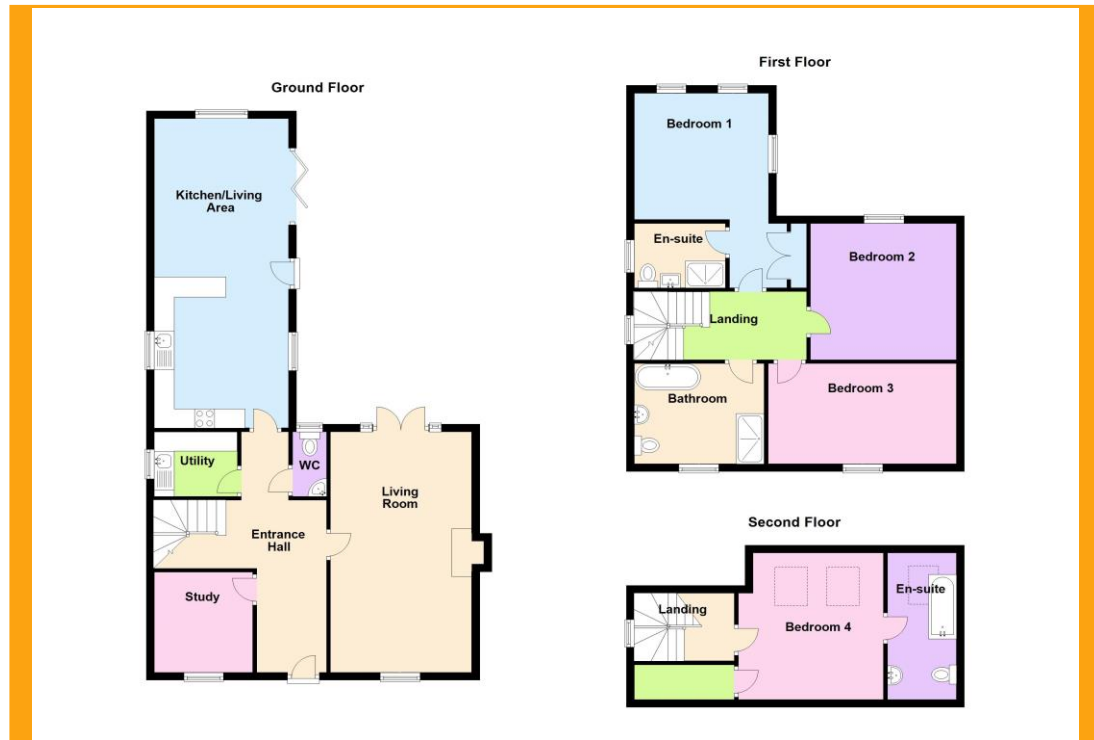 Ground Floor
Kitchen/Living
Area
Utility
WC
Living
Room
Entrance
Hall
Study
First Floor
Bedroom 1
En-suite
Bedroom 2
Landing
Bathroom
Bedroom 3
Second Floor
Landing
Bedroom 4
En-suite